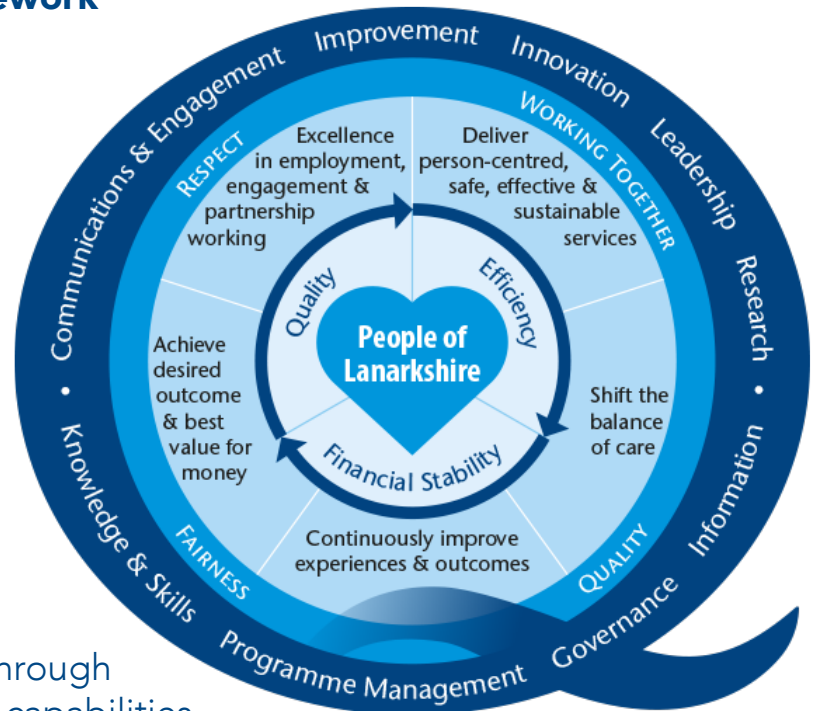 ework
Improvement
Innovation
Leadership
Research
•
Information
Governance
Programme Management
Knowledge & Skills
•
Communications & Engagement
RESPECT
WORKING TOGETHER
QUALITY
FAIRNESS
Excellence
in employment,
engagement &
partnership
working
Deliver
person-centred,
safe, effective &
sustainable
services
Shift the
balance
of care
Continuously improve
experiences & outcomes
Achieve
desired
outcome
& best
value for
money
Quality
Efficiency
Financial Stability
People of
Lanarkshire
hrough
capabilities